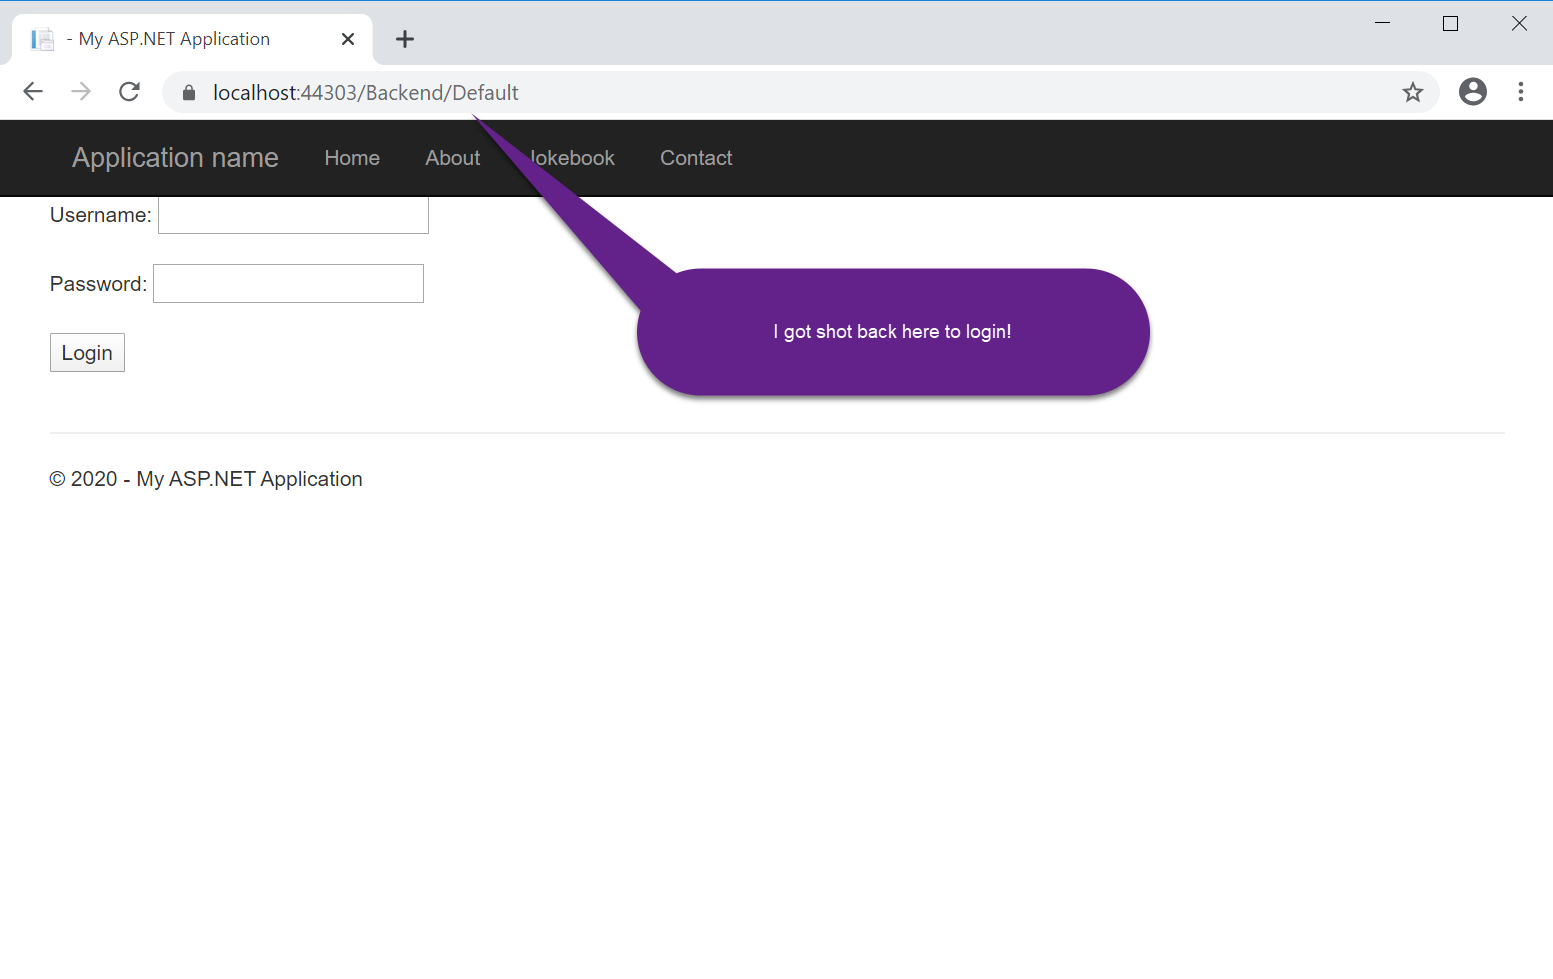 - My ASP.NET Application
localhost:44303/Backend/Default
Application name Home About Jokebook Contact
Username:
Password:
I got shot back here to login!
Login
© 2020 - My ASP.NET Application